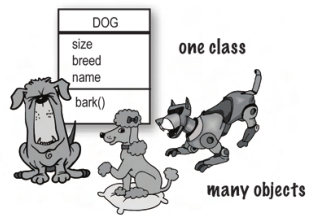 DOG
size
breed
name
bark()
one class
many objects